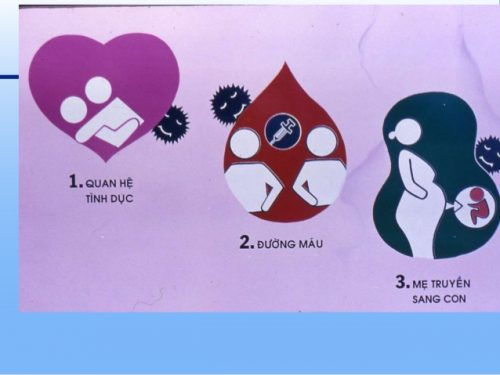 1. QUAN HỆ
TÌNH DỤC
2. ĐƯỜNG MÁU
3. MẸ TRUYỀN
SANG CON